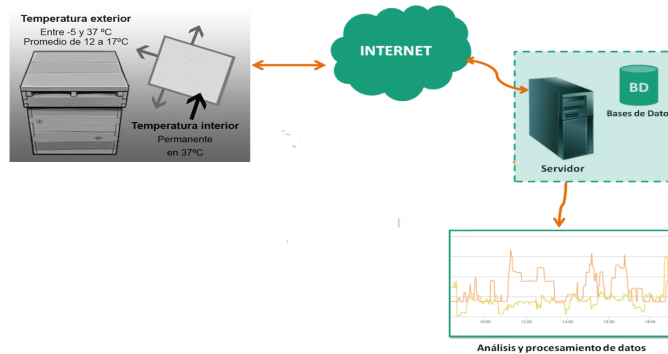 Temperatura exterior
Entre -5 y 37 ºC
Promedio de 12 a 17ºC
Temperatura interior
Permanente
en 37ºC
INTERNET
BD
Bases de Dato
Servidor
Análisis y procesamiento de datos